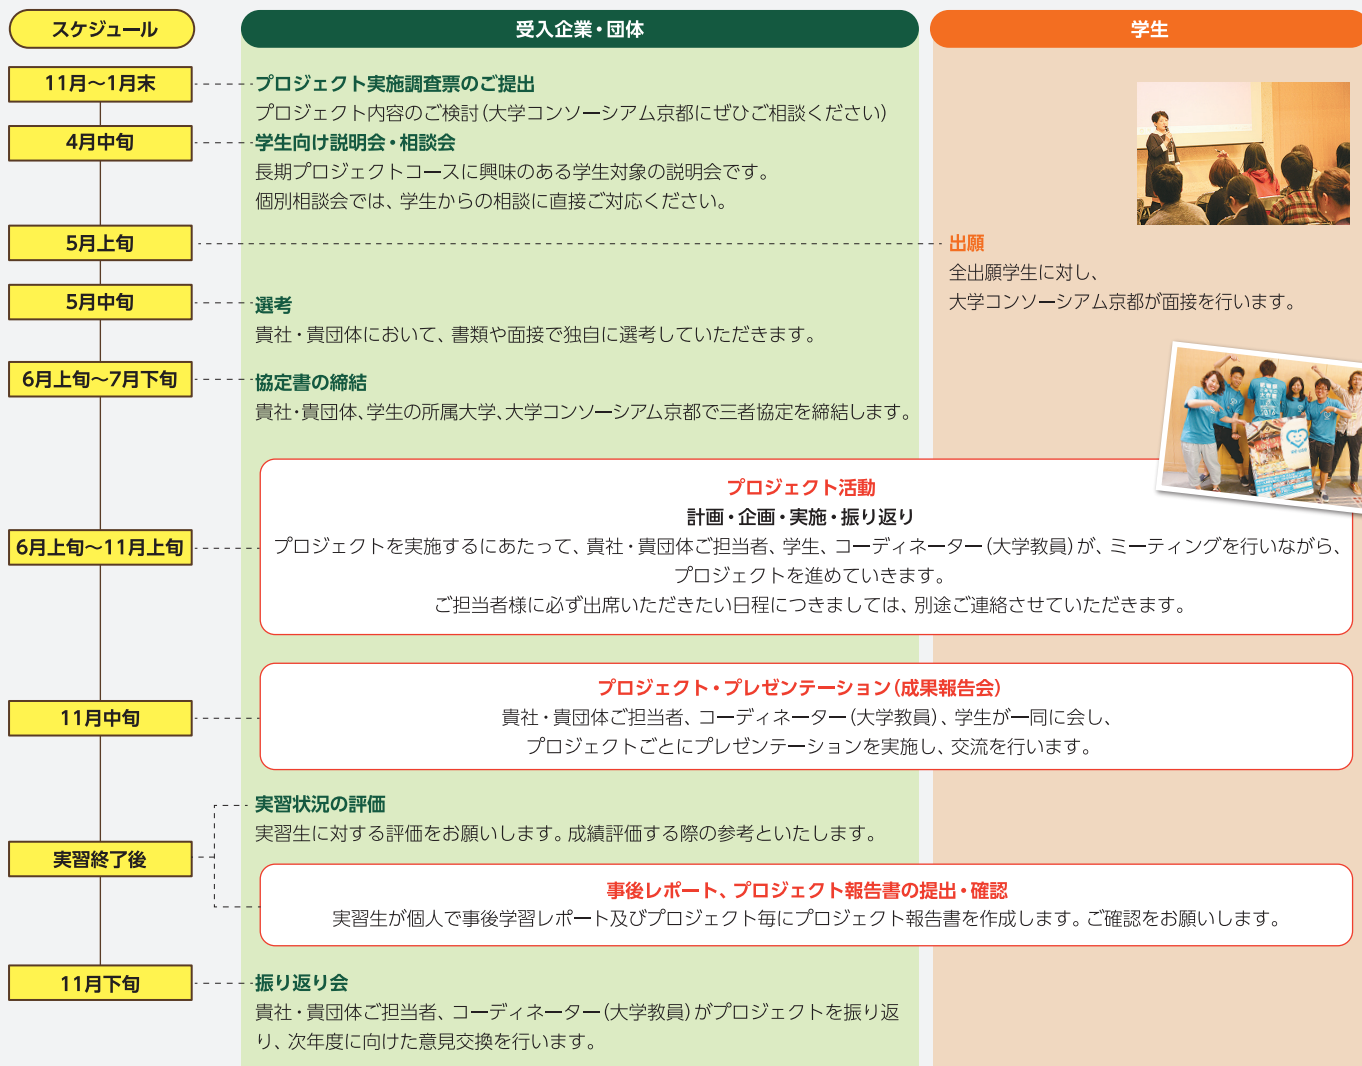 スケジュール
受入企業・団体
学生
11月～1月末
プロジェクト実施調査票のご提出
プロジェクト内容のご検討(大学コンソーシアム京都にぜひご相談ください)
4月中旬
学生向け説明会・相談会
長期プロジェクトコースに興味のある学生対象の説明会です。
個別相談会では、学生からの相談に直接ご対応ください。
5月上旬
出願
全出願学生に対し、
大学コンソーシアム京都が面接を行います。
5月中旬
選考
貴社・貴団体において、書類や面接で独自に選考していただきます。
6月上旬～7月下旬
協定書の締結
貴社・貴団体、学生の所属大学、大学コンソーシアム京都で三者協定を締結します。
6月上旬～11月上旬
プロジェクト活動
計画・企画・実施・振り返り
プロジェクトを実施するにあたって、貴社・貴団体ご担当者、学生、コーディネーター(大学教員)が、ミーティングを行いながら、
プロジェクトを進めていきます。
ご担当者様に必ず出席いただきたい日程につきましては、別途ご連絡させていただきます。
11月中旬
プロジェクト・プレゼンテーション(成果報告会)
貴社・貴団体ご担当者、コーディネーター(大学教員)、学生が一同に会し、
プロジェクトごとにプレゼンテーションを実施し、交流を行います。
実習終了後
実習状況の評価
実習生に対する評価をお願いします。成績評価する際の参考といたします。
事後レポート、プロジェクト報告書の提出・確認
実習生が個人で事後学習レポート及びプロジェクト毎にプロジェクト報告書を作成します。ご確認をお願いします。
11月下旬
振り返り会
貴社・貴団体ご担当者、コーディネーター(大学教員)がプロジェクトを振り返
り、次年度に向けた意見交換を行います。